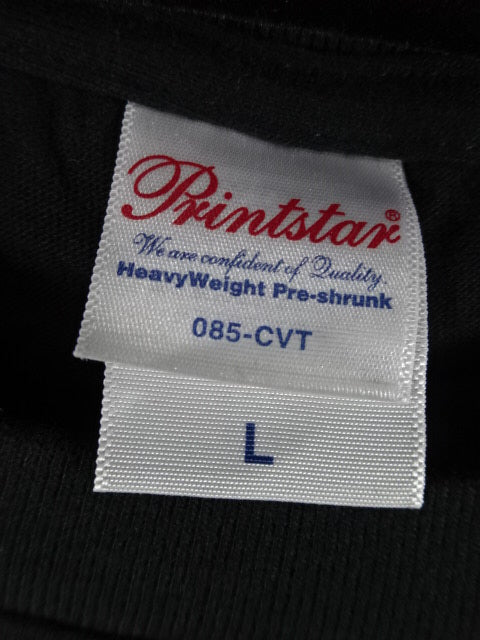 Printstar®
We are confident of Quality.
HeavyWeight Pre-shrunk
085-CVT
L